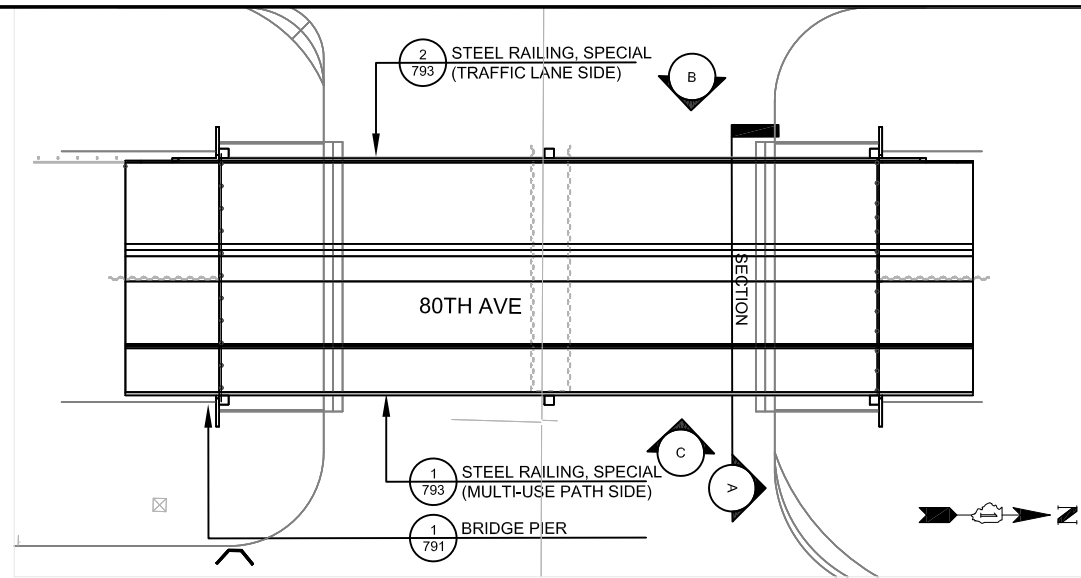 2
793
STEEL RAILING, SPECIAL
(TRAFFIC LANE SIDE)
B
SECTION
80TH AVE
1
793
STEEL RAILING, SPECIAL
(MULTI-USE PATH SIDE)
C
A
1
791
BRIDGE PIER
N